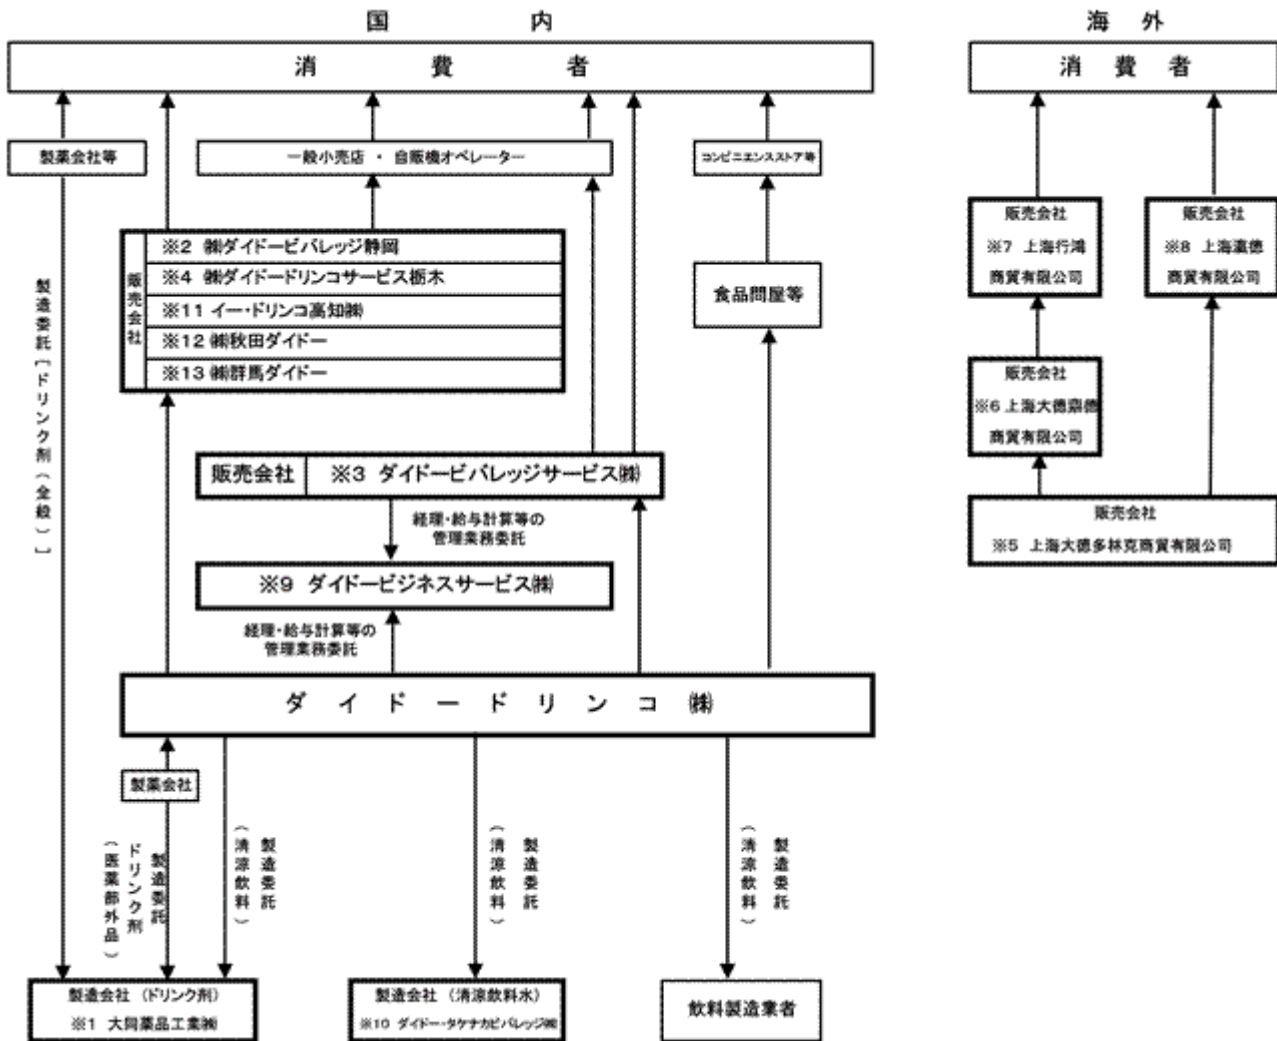 国 内
海 外
消 費 者
消 費 者
製薬会社等
一般小売店 ・ 自販機オペレーター
コンビニエンスストア等
販売会社
※2 ㈱ダイドービバレッジ静岡
※4 ㈱ダイドードリンコサービス栃木
※11 イー・ドリンコ高知㈱
※12 ㈱秋田ダイドー
※13 ㈱群馬ダイドー
食品問屋等
販売会社
※7 上海行鴻
商貿有限公司
販売会社
※8 上海瀛徳
商貿有限公司
販売会社
※6 上海大徳鼎徳
商貿有限公司
販売会社
※5 上海大徳多林克商貿有限公司
製造委託［ドリンク剤（全般）］
販売会社 ※3 ダイドービバレッジサービス㈱
経理・給与計算等の
管理業務委託
※9 ダイドービジネスサービス㈱
経理・給与計算等の
管理業務委託
ダ イ ド ー ド リ ン コ ㈱
製薬会社
製造委託
ドリンク剤
（医薬部外品）
製造委託
（清涼飲料）
製造委託
（清涼飲料）
製造委託
（清涼飲料）
製造会社 （ドリンク剤）
※1 大同薬品工業㈱
製造会社 （清涼飲料水）
※10 ダイドー・タケナカビバレッジ㈱
飲料製造業者